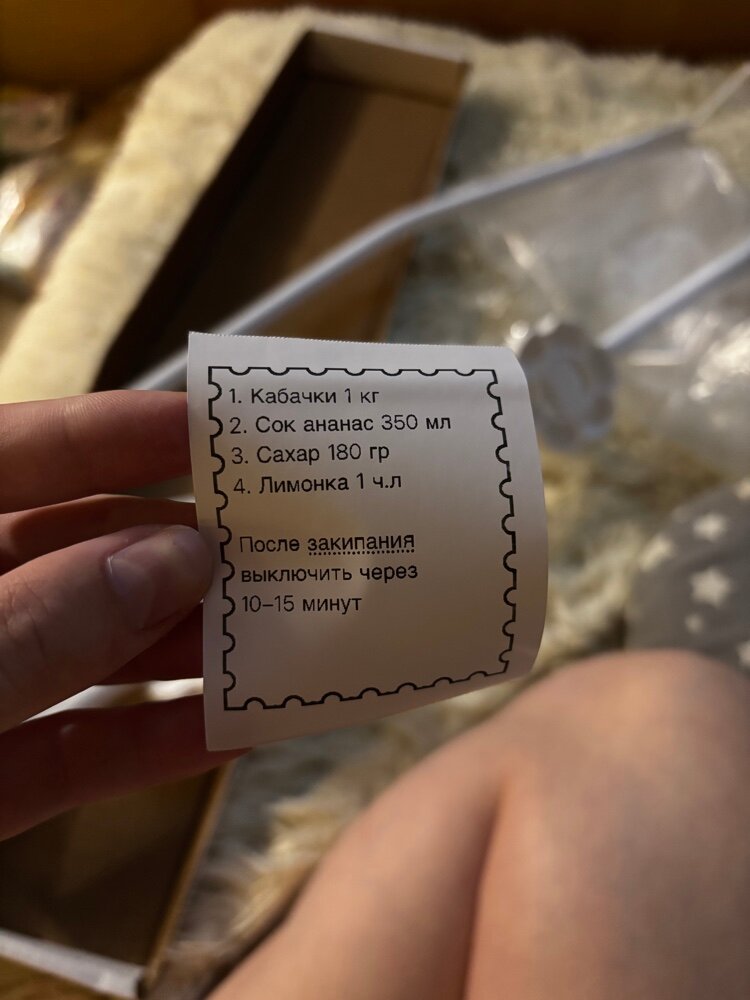 1. Кабачки 1 кг
2. Сок ананас 350 мл
3. Сахар 180 гр
4. Лимонка 1 ч.л
После закипания
выключить через
10–15 минут